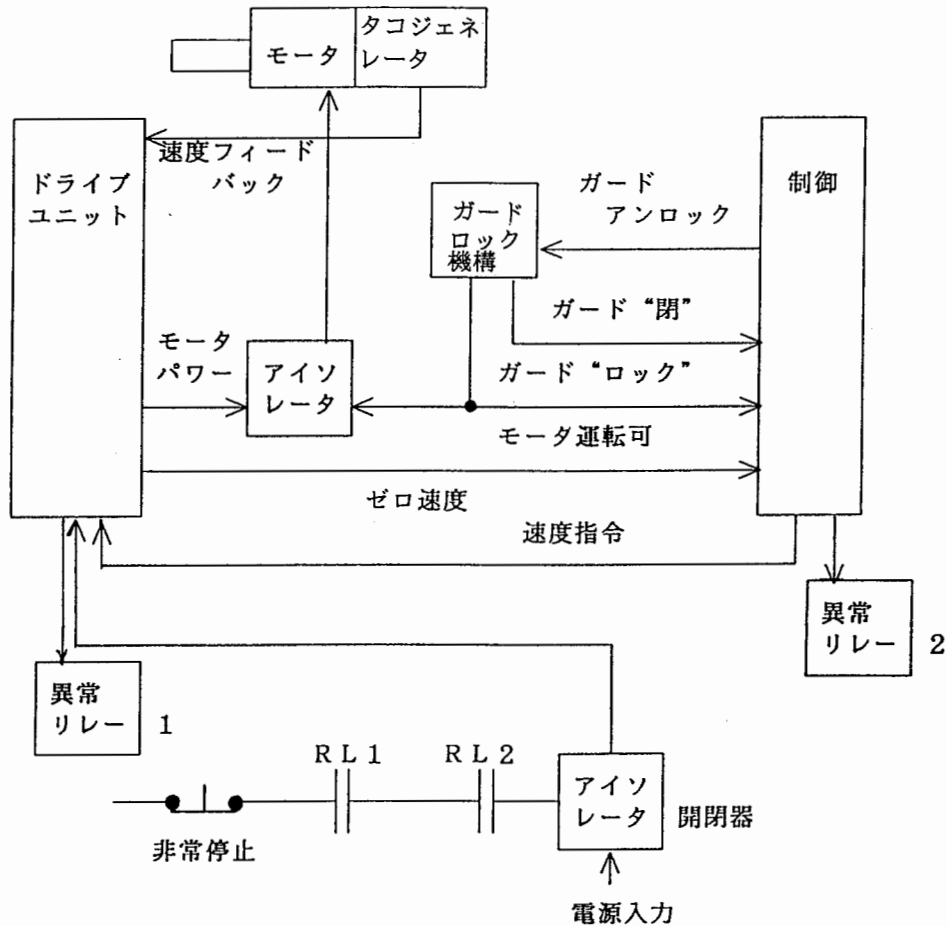 モータ
タコジェネ
レータ
速度フィード
バック
ドライブ
ユニット
制御
ガード
アンロック
ガード
ロック
機構
ガード“閉”
モータ
パワー
アイソ
レータ
ガード“ロック”
モータ運転可
ゼロ速度
速度指令
異常
リレー
2
異常
リレー
1
RL1
RL2
アイソ
レータ
開閉器
非常停止
電源入力